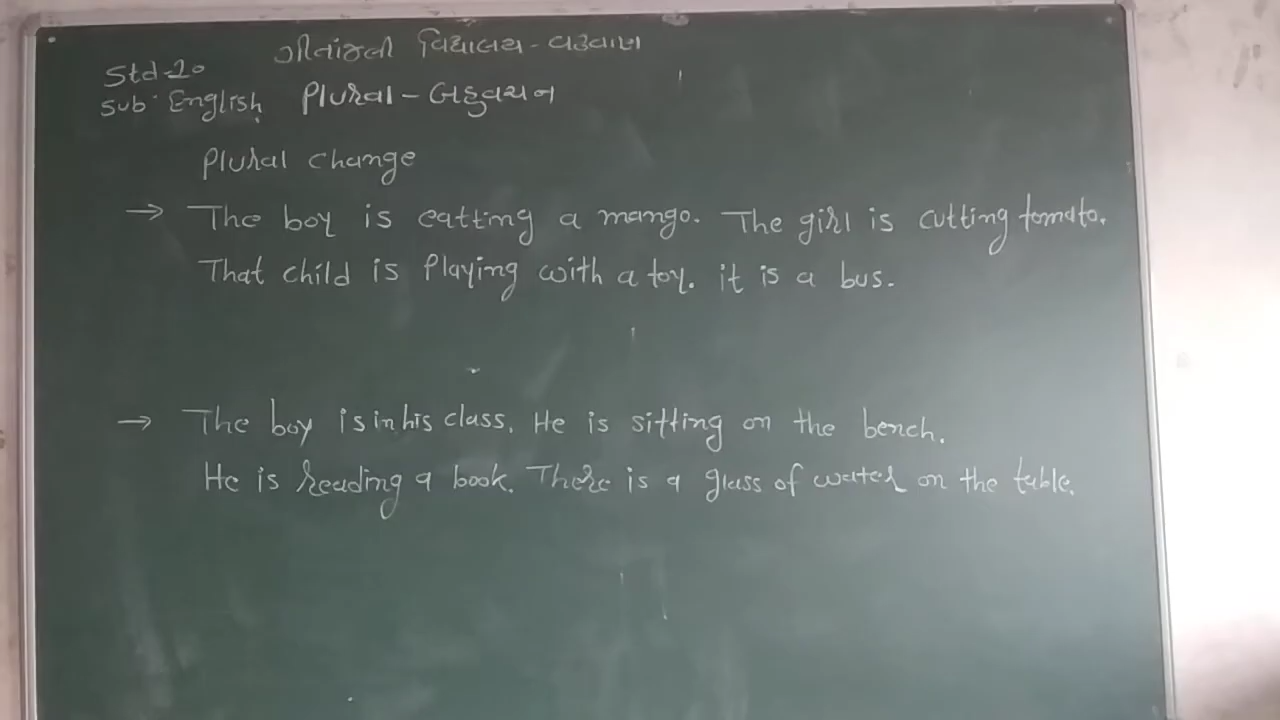 ગીતાંજલી વિદ્યાલય - વઢવાણ
Std-10
Sub: English Plural - બહુવચન
Plural change
→ The boy is eatting a mango. The girl is cutting tomato.
That child is Playing with a toy. it is a bus.
→ The boy is in his class. He is sitting on the bench.
He is reading a book. There is a glass of water on the table.